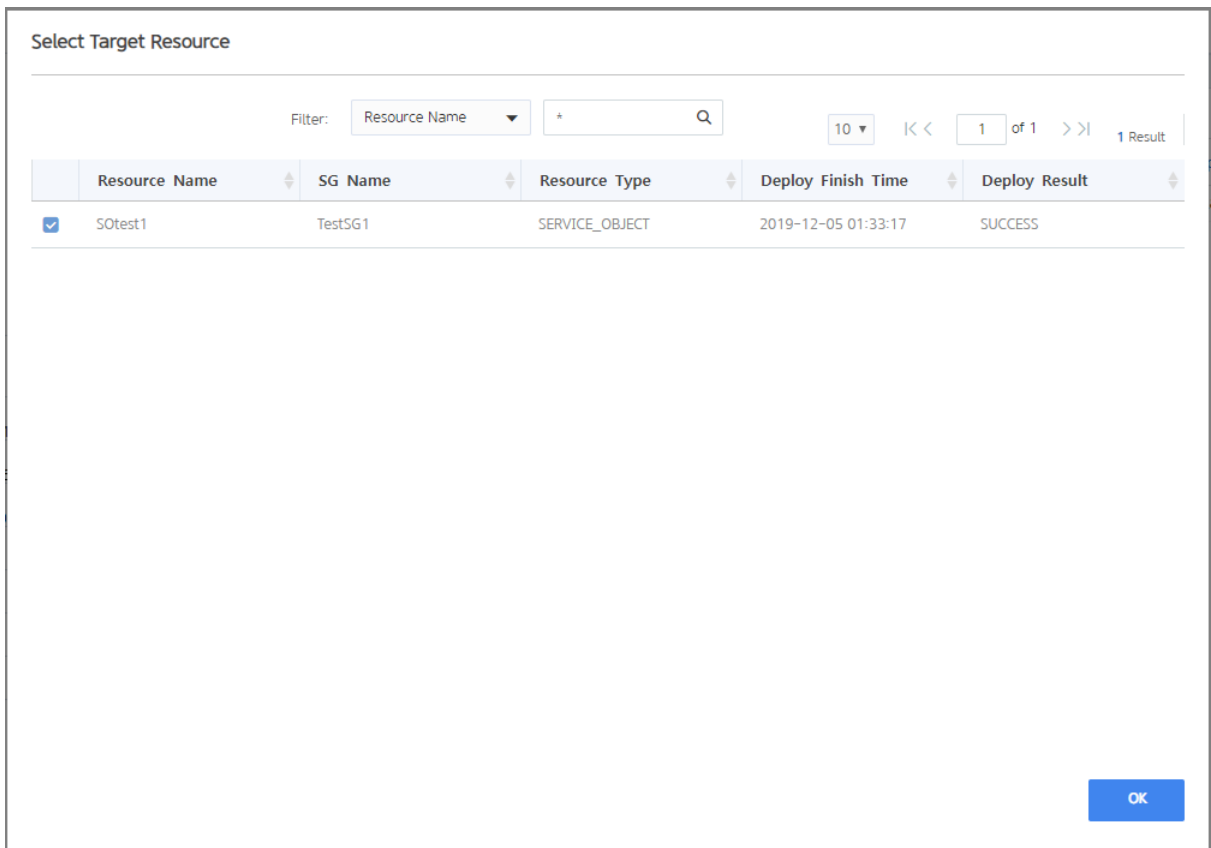 Select Target Resource
Filter: Resource Name * 10 1 of 1 1 Result
Resource Name SG Name Resource Type Deploy Finish Time Deploy Result
SOtest1 TestSG1 SERVICE_OBJECT 2019-12-05 01:33:17 SUCCESS
OK